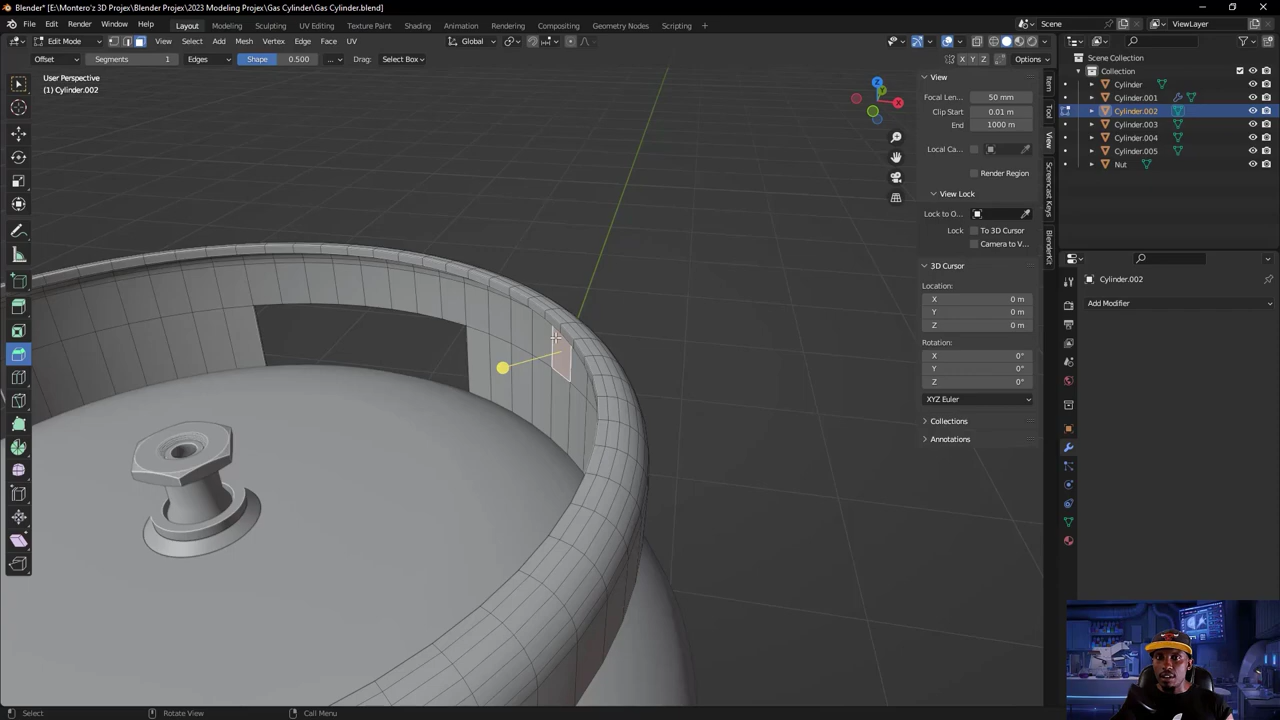 Blender* [E:\Montero'z 3D Projex\Blender Projex\2023 Modeling Projex\Gas Cylinder\Gas Cylinder.blend]
File Edit Render Window Help Layout Modeling Sculpting UV Editing Texture Paint Shading Animation Rendering Compositing Geometry Nodes Scripting + Scene ViewLayer
Edit Mode View Select Add Mesh Vertex Edge Face UV Global
Offset Segments 1 Edges Shape 0.500 ... Drag: Select Box X Y Z Options
User Perspective
(1) Cylinder.002
Z
Y
X
View
Focal Len... 50 mm
Clip Start 0.01 m
End 1000 m
Local Ca...
Render Region
View Lock
Lock to O...
Lock To 3D Cursor
Camera to V...
3D Cursor
Location:
X 0 m
Y 0 m
Z 0 m
Rotation:
X 0°
Y 0°
Z 0°
XYZ Euler
Collections
Annotations
Item
Tool
View
Screencast Keys
BlenderKit
Scene Collection
Collection
Cylinder
Cylinder.001
Cylinder.002
Cylinder.003
Cylinder.004
Cylinder.005
Nut
Cylinder.002
Add Modifier
Select Rotate View Call Menu